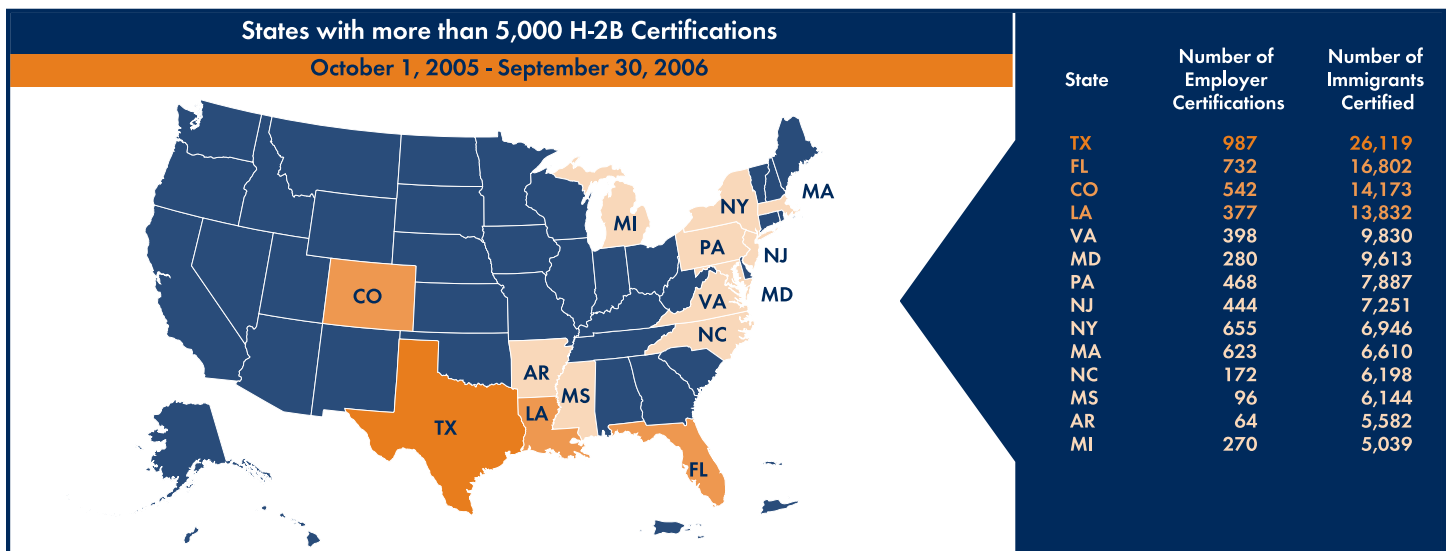 States with more than 5,000 H-2B Certifications
October 1, 2005 - September 30, 2006
MA
NY
MI
PA
NJ
CO
VA
MD
NC
AR
MS
LA
TX
FL
State Number of Employer Certifications Number of Immigrants Certified
TX 987 26,119
FL 732 16,802
CO 542 14,173
LA 377 13,832
VA 398 9,830
MD 280 9,613
PA 468 7,887
NJ 444 7,251
NY 655 6,946
MA 623 6,610
NC 172 6,198
MS 96 6,144
AR 64 5,582
MI 270 5,039